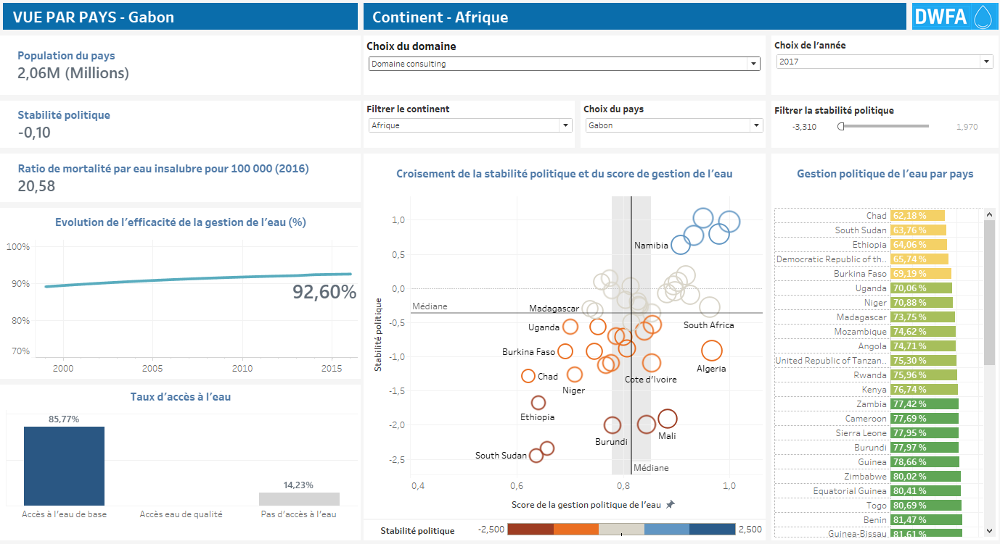 VUE PAR PAYS - Gabon
Continent - Afrique
DWFA
Population du pays
2,06M (Millions)
Stabilité politique
-0,10
Ratio de mortalité par eau insalubre pour 100 000 (2016)
20,58
Evolution de l'efficacité de la gestion de l'eau (%)
100%
90%
80%
70%
92,60%
2000
2005
2010
2015
Taux d'accès à l'eau
85,77%
14,23%
Accès à l'eau de base
Accès eau de qualité
Pas d'accès à l'eau
Choix du domaine
Domaine consulting
Choix de l'année
2017
Filtrer le continent
Afrique
Choix du pays
Gabon
Filtrer la stabilité politique
-3,310
1,970
Croisement de la stabilité politique et du score de gestion de l'eau
Stabilité politique
1,0
0,5
0,0
-0,5
-1,0
-1,5
-2,0
-2,5
Namibia
Médiane
Madagascar
Uganda
South Africa
Burkina Faso
Algeria
Chad
Cote d'Ivoire
Niger
Ethiopia
Burundi
Mali
South Sudan
Médiane
0,4
0,6
0,8
1,0
Score de la gestion politique de l'eau
Stabilité politique
-2,500
2,500
Gestion politique de l'eau par pays
Chad 62,18 %
South Sudan 63,76 %
Ethiopia 64,06 %
Democratic Republic of th.. 65,74 %
Burkina Faso 69,19 %
Uganda 70,06 %
Niger 70,88 %
Madagascar 73,75 %
Mozambique 74,62 %
Angola 74,71 %
United Republic of Tanzan.. 75,30 %
Rwanda 75,96 %
Kenya 76,74 %
Zambia 77,42 %
Cameroon 77,69 %
Sierra Leone 77,95 %
Burundi 77,97 %
Guinea 78,66 %
Zimbabwe 80,02 %
Equatorial Guinea 80,41 %
Togo 80,69 %
Benin 81,47 %
Guinea-Bissau 81,61 %